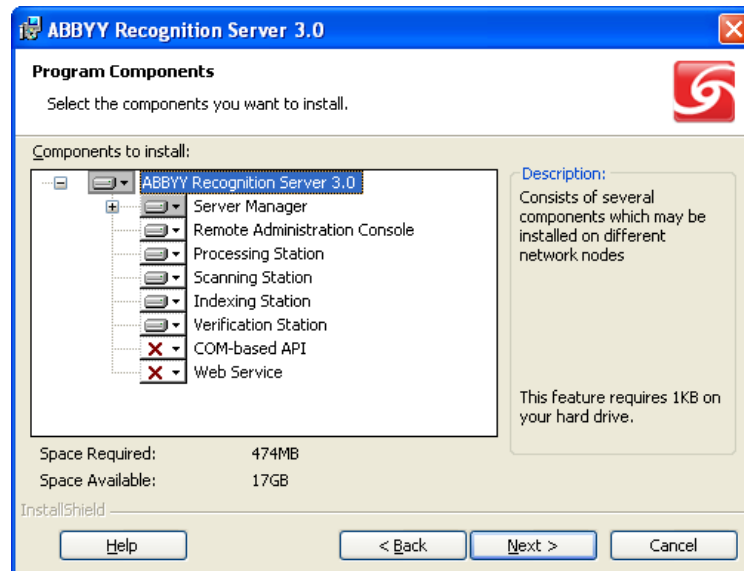 ABBYY Recognition Server 3.0
Program Components
Select the components you want to install.
Components to install:
ABBYY Recognition Server 3.0
Server Manager
Remote Administration Console
Processing Station
Scanning Station
Indexing Station
Verification Station
COM-based API
Web Service
Description:
Consists of several
components which may be
installed on different
network nodes
This feature requires 1KB on
your hard drive.
Space Required: 474MB
Space Available: 17GB
InstallShield
Help < Back Next > Cancel